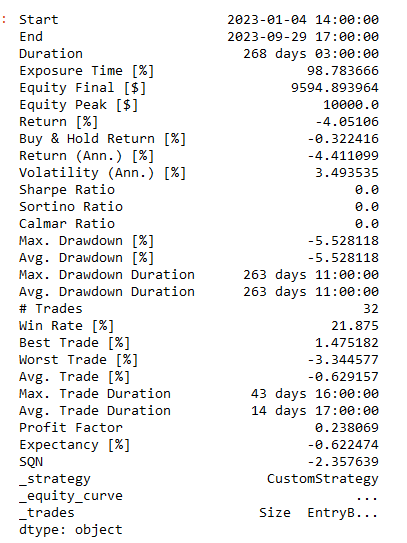 : Start 2023-01-04 14:00:00
End 2023-09-29 17:00:00
Duration 268 days 03:00:00
Exposure Time [%] 98.783666
Equity Final [$] 9594.893964
Equity Peak [$] 10000.0
Return [%] -4.05106
Buy & Hold Return [%] -0.322416
Return (Ann.) [%] -4.411099
Volatility (Ann.) [%] 3.493535
Sharpe Ratio 0.0
Sortino Ratio 0.0
Calmar Ratio 0.0
Max. Drawdown [%] -5.528118
Avg. Drawdown [%] -5.528118
Max. Drawdown Duration 263 days 11:00:00
Avg. Drawdown Duration 263 days 11:00:00
# Trades 32
Win Rate [%] 21.875
Best Trade [%] 1.475182
Worst Trade [%] -3.344577
Avg. Trade [%] -0.629157
Max. Trade Duration 43 days 16:00:00
Avg. Trade Duration 14 days 17:00:00
Profit Factor 0.238069
Expectancy [%] -0.622474
SQN -2.357639
_strategy CustomStrategy
_equity_curve ...
_trades Size EntryB...
dtype: object